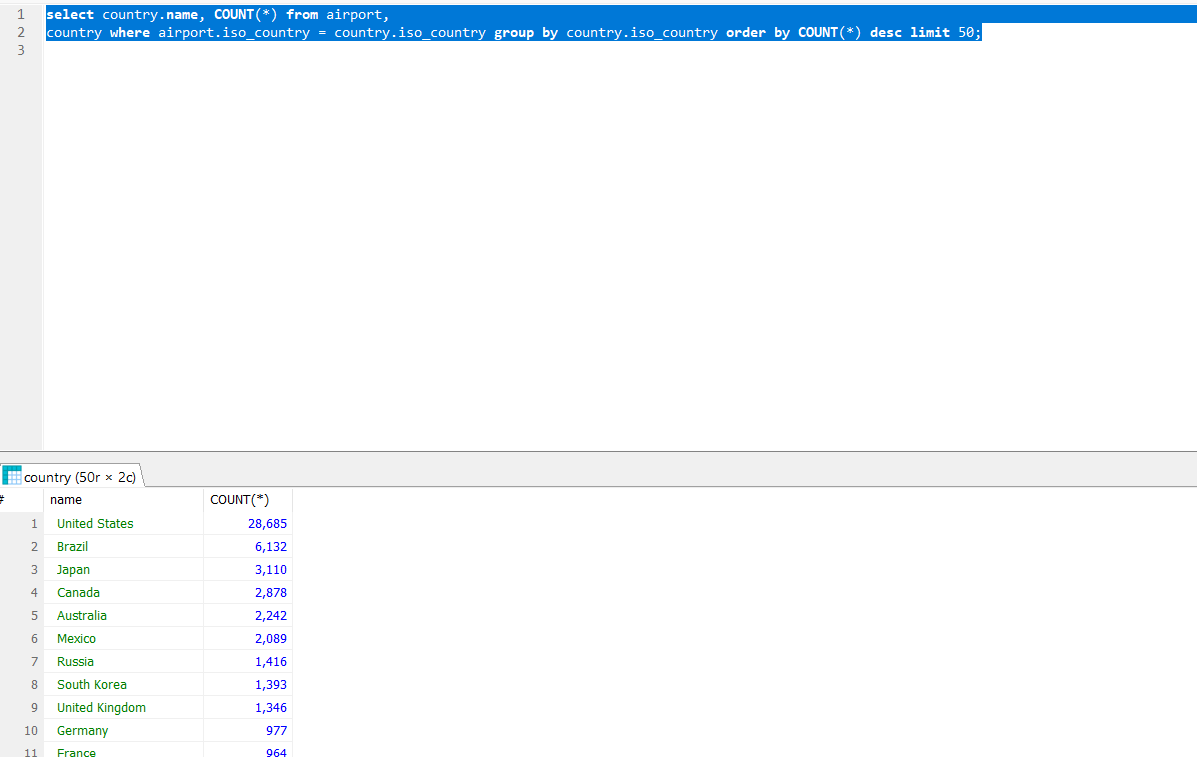 1 select country.name, COUNT(*) from airport,
2 country where airport.iso_country = country.iso_country group by country.iso_country order by COUNT(*) desc limit 50;
3
country (50r × 2c)
# name COUNT(*)
1 United States 28,685
2 Brazil 6,132
3 Japan 3,110
4 Canada 2,878
5 Australia 2,242
6 Mexico 2,089
7 Russia 1,416
8 South Korea 1,393
9 United Kingdom 1,346
10 Germany 977
11 France 964